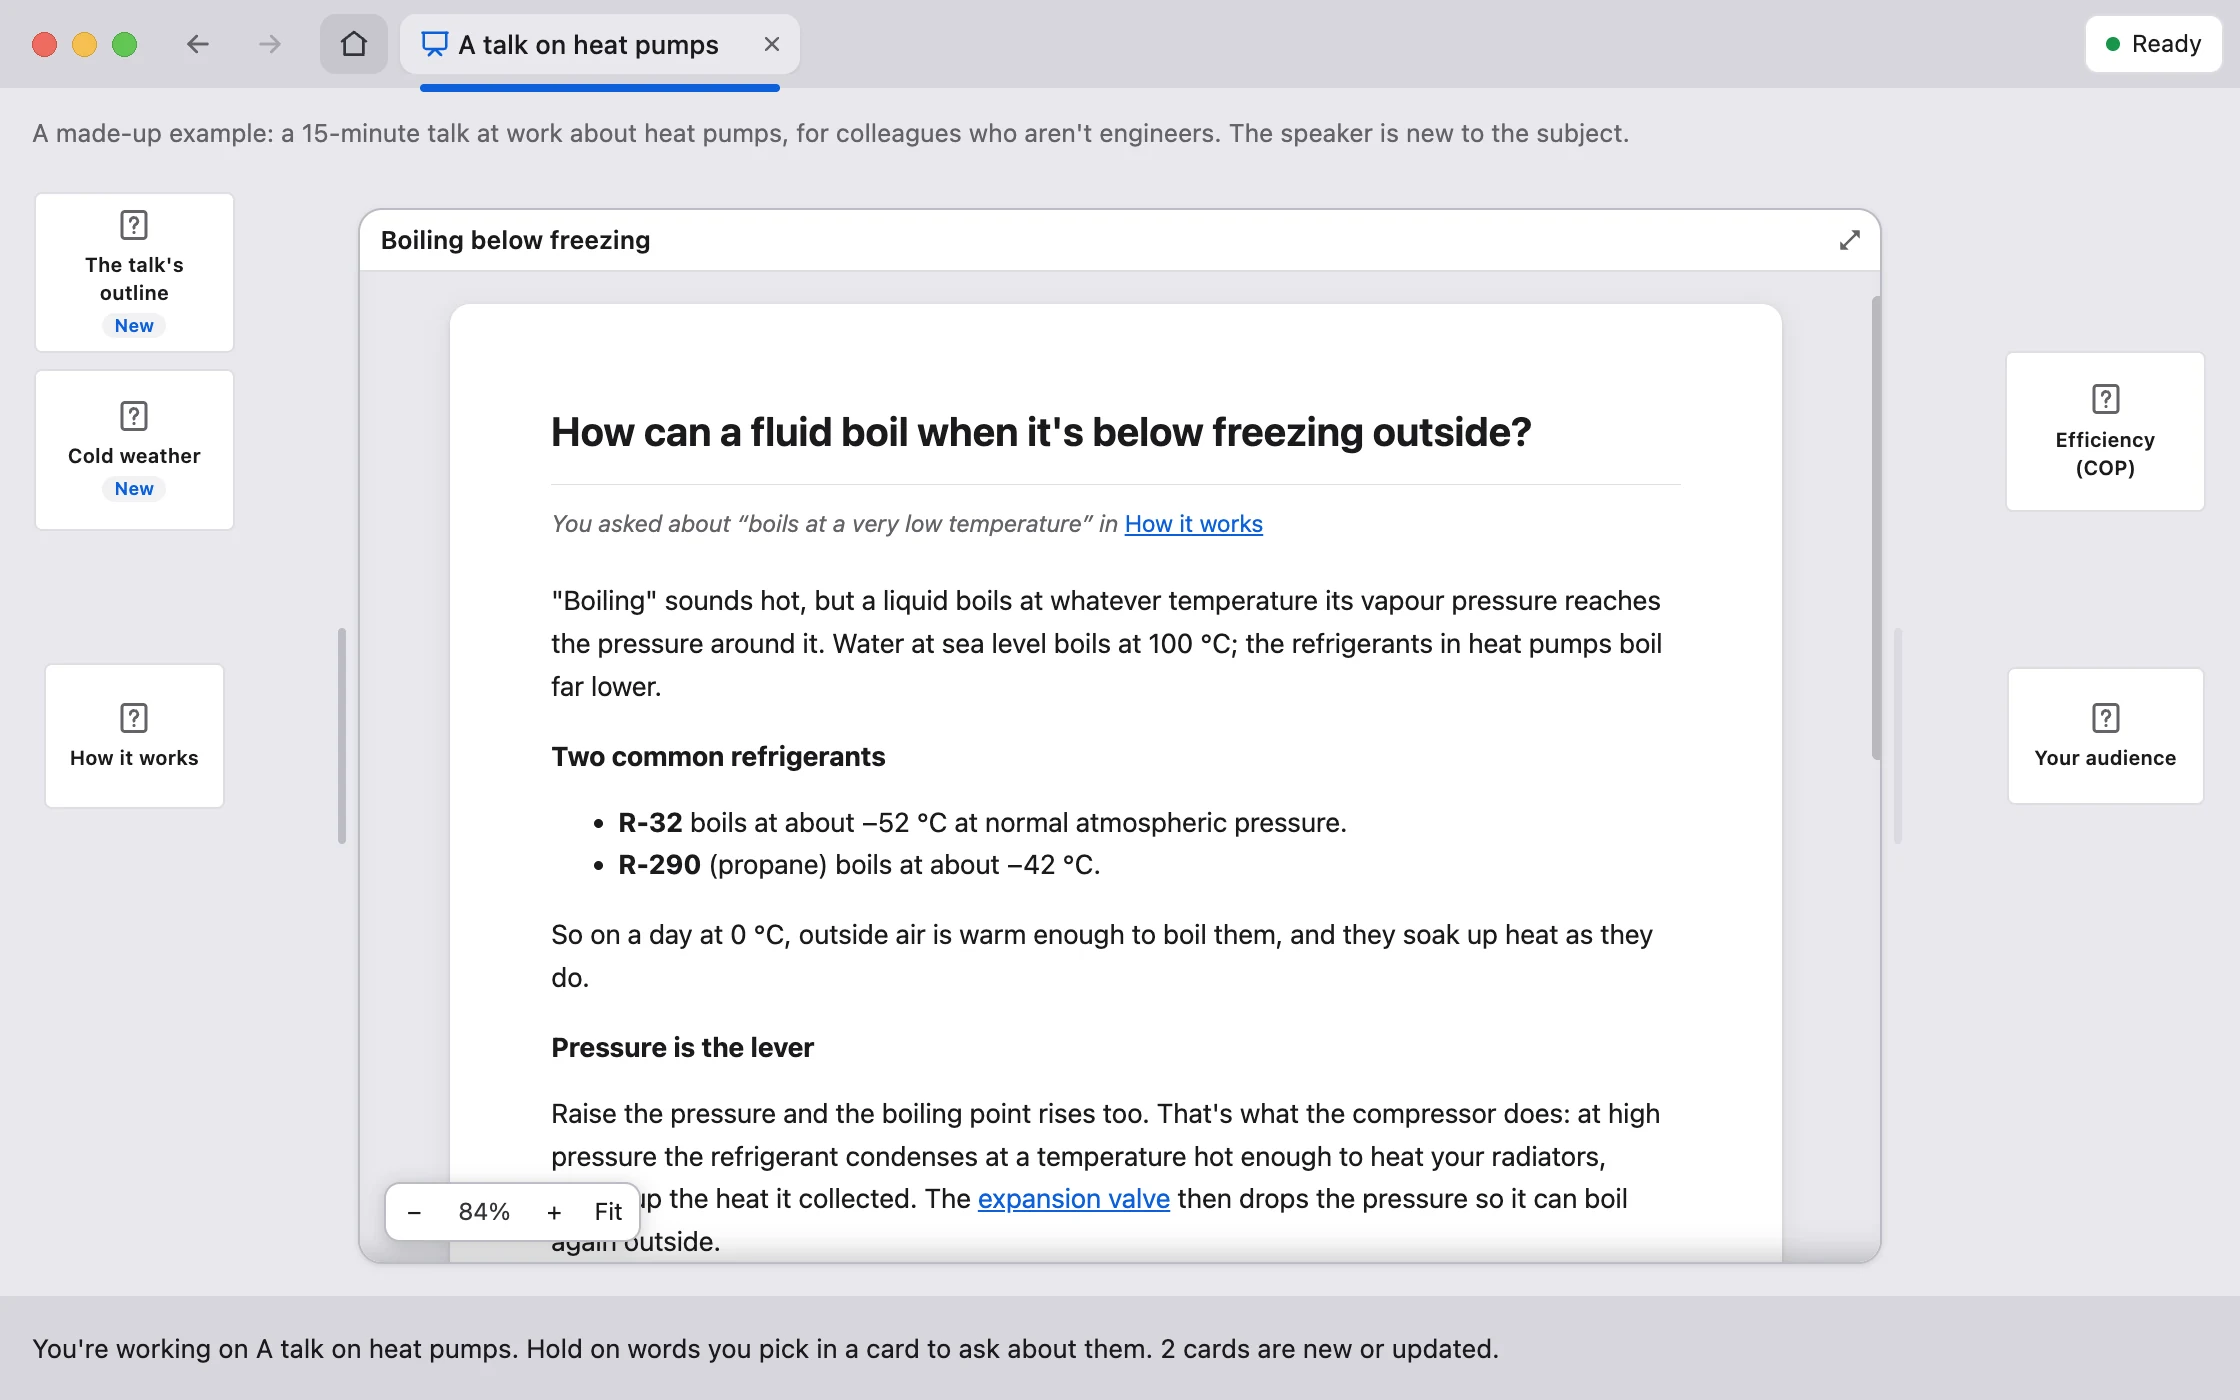 A talk on heat pumps
Ready
A made-up example: a 15-minute talk at work about heat pumps, for colleagues who aren't engineers. The speaker is new to the subject.
The talk's
outline
New
Cold weather
New
How it works
Boiling below freezing
How can a fluid boil when it's below freezing outside?
You asked about “boils at a very low temperature” in How it works
"Boiling" sounds hot, but a liquid boils at whatever temperature its vapour pressure reaches
the pressure around it. Water at sea level boils at 100 °C; the refrigerants in heat pumps boil
far lower.
Two common refrigerants
• R-32 boils at about −52 °C at normal atmospheric pressure.
• R-290 (propane) boils at about −42 °C.
So on a day at 0 °C, outside air is warm enough to boil them, and they soak up heat as they
do.
Pressure is the lever
Raise the pressure and the boiling point rises too. That's what the compressor does: at high
pressure the refrigerant condenses at a temperature hot enough to heat your radiators,
up the heat it collected. The expansion valve then drops the pressure so it can boil
again outside.
− 84% + Fit
Efficiency
(COP)
Your audience
You're working on A talk on heat pumps. Hold on words you pick in a card to ask about them. 2 cards are new or updated.